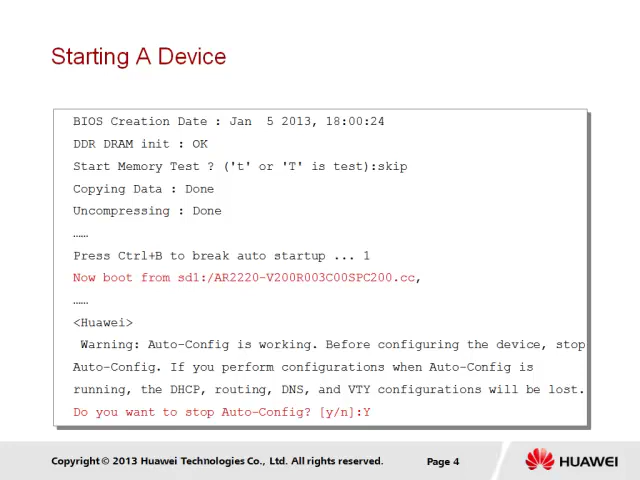 Starting A Device
BIOS Creation Date : Jan  5 2013, 18:00:24
DDR DRAM init : OK
Start Memory Test ? ('t' or 'T' is test):skip
Copying Data : Done
Uncompressing : Done
……
Press Ctrl+B to break auto startup ... 1
Now boot from sd1:/AR2220-V200R003C00SPC200.cc,
……
<Huawei>
Warning: Auto-Config is working. Before configuring the device, stop
Auto-Config. If you perform configurations when Auto-Config is
running, the DHCP, routing, DNS, and VTY configurations will be lost.
Do you want to stop Auto-Config? [y/n]:Y
Copyright © 2013 Huawei Technologies Co., Ltd. All rights reserved.
Page 4
HUAWEI